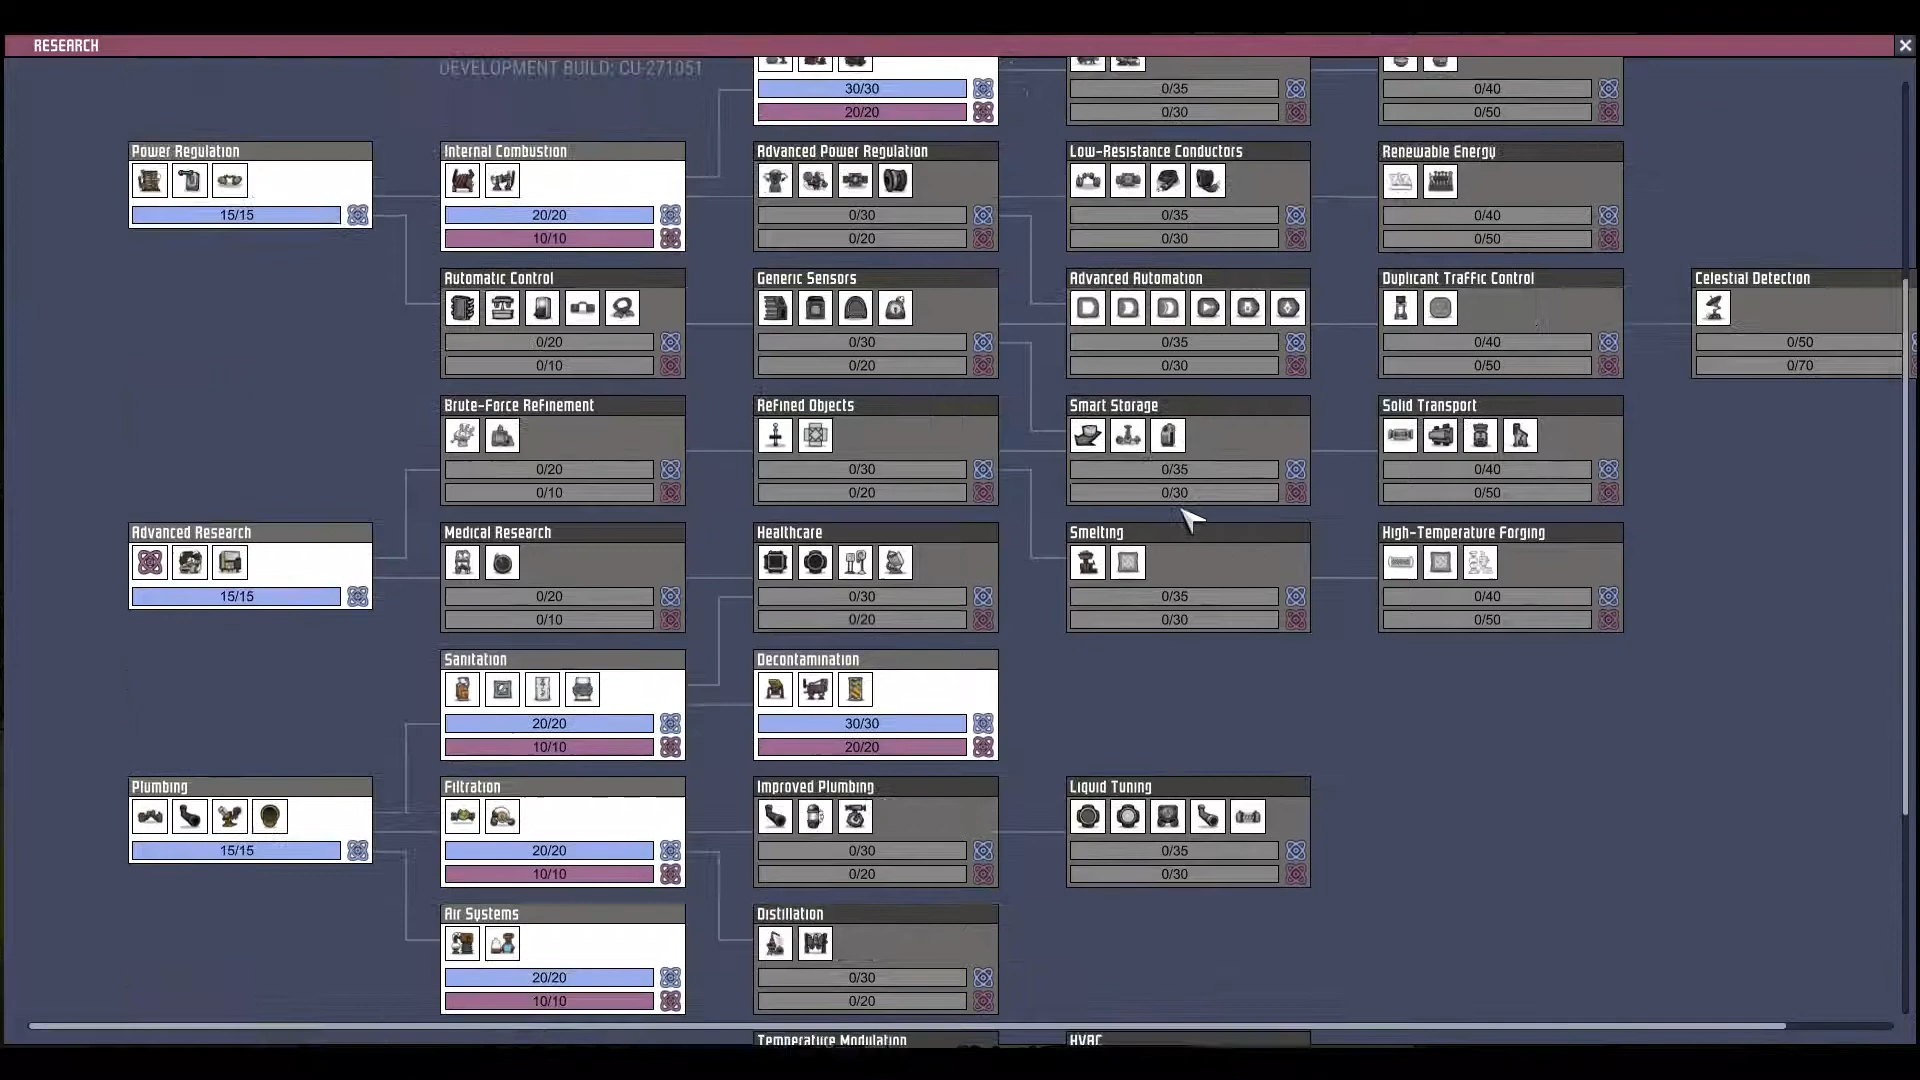 RESEARCH
DEVELOPMENT BUILD: CU-271051
30/30
20/20
0/35
0/30
0/40
0/50
Power Regulation
15/15
Internal Combustion
20/20
10/10
Advanced Power Regulation
0/30
0/20
Low-Resistance Conductors
0/35
0/30
Renewable Energy
0/40
0/50
Automatic Control
0/20
0/10
Generic Sensors
0/30
0/20
Advanced Automation
0/35
0/30
Duplicant Traffic Control
0/40
0/50
Celestial Detection
0/50
0/70
Brute-Force Refinement
0/20
0/10
Refined Objects
0/30
0/20
Smart Storage
0/35
0/30
Solid Transport
0/40
0/50
Advanced Research
15/15
Medical Research
0/20
0/10
Healthcare
0/30
0/20
Smelting
0/35
0/30
High-Temperature Forging
0/40
0/50
Sanitation
20/20
10/10
Decontamination
30/30
20/20
Plumbing
15/15
Filtration
20/20
10/10
Improved Plumbing
0/30
0/20
Liquid Tuning
0/35
0/30
Air Systems
20/20
10/10
Distillation
0/30
0/20
Temperature Modulation
HVAC